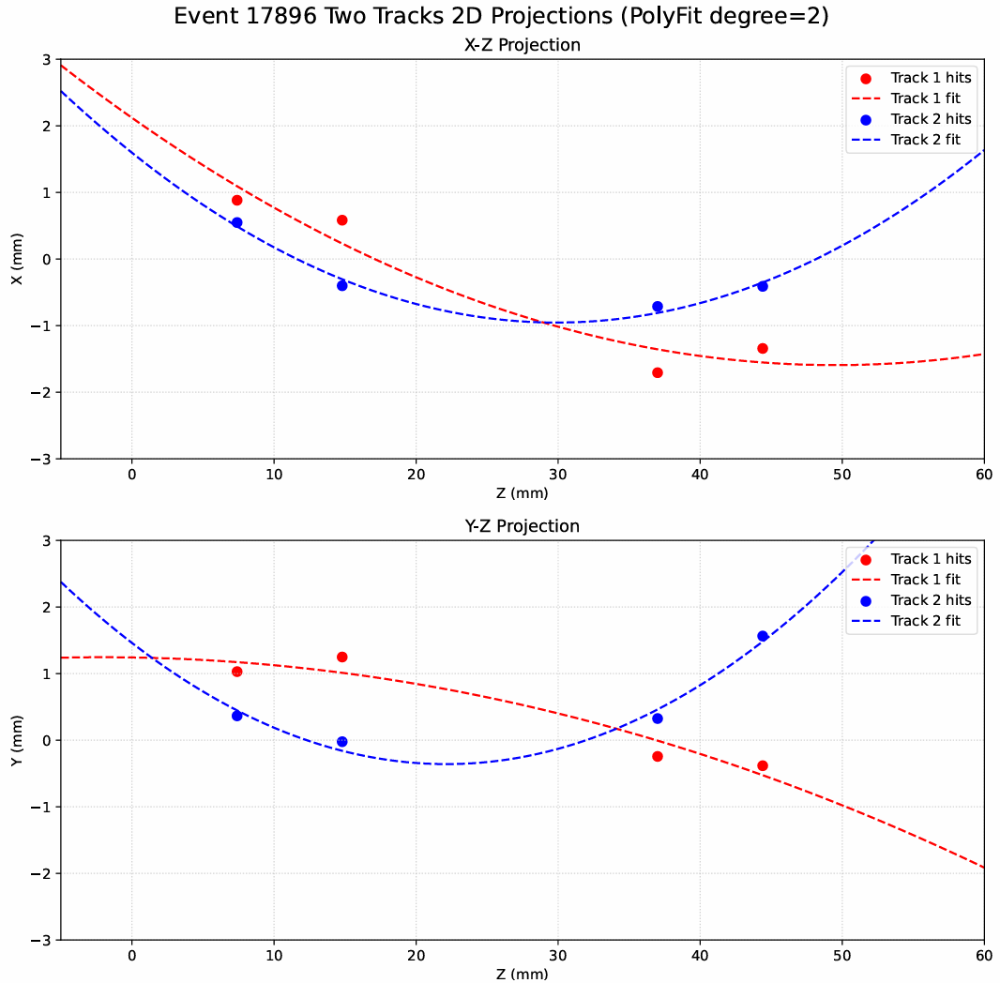 Event 17896 Two Tracks 2D Projections (PolyFit degree=2)
X-Z Projection
3
2
1
0
−1
−2
−3
X (mm)
0
10
20
30
40
50
60
Z (mm)
Track 1 hits
Track 1 fit
Track 2 hits
Track 2 fit
Y-Z Projection
3
2
1
0
−1
−2
−3
Y (mm)
0
10
20
30
40
50
60
Z (mm)
Track 1 hits
Track 1 fit
Track 2 hits
Track 2 fit